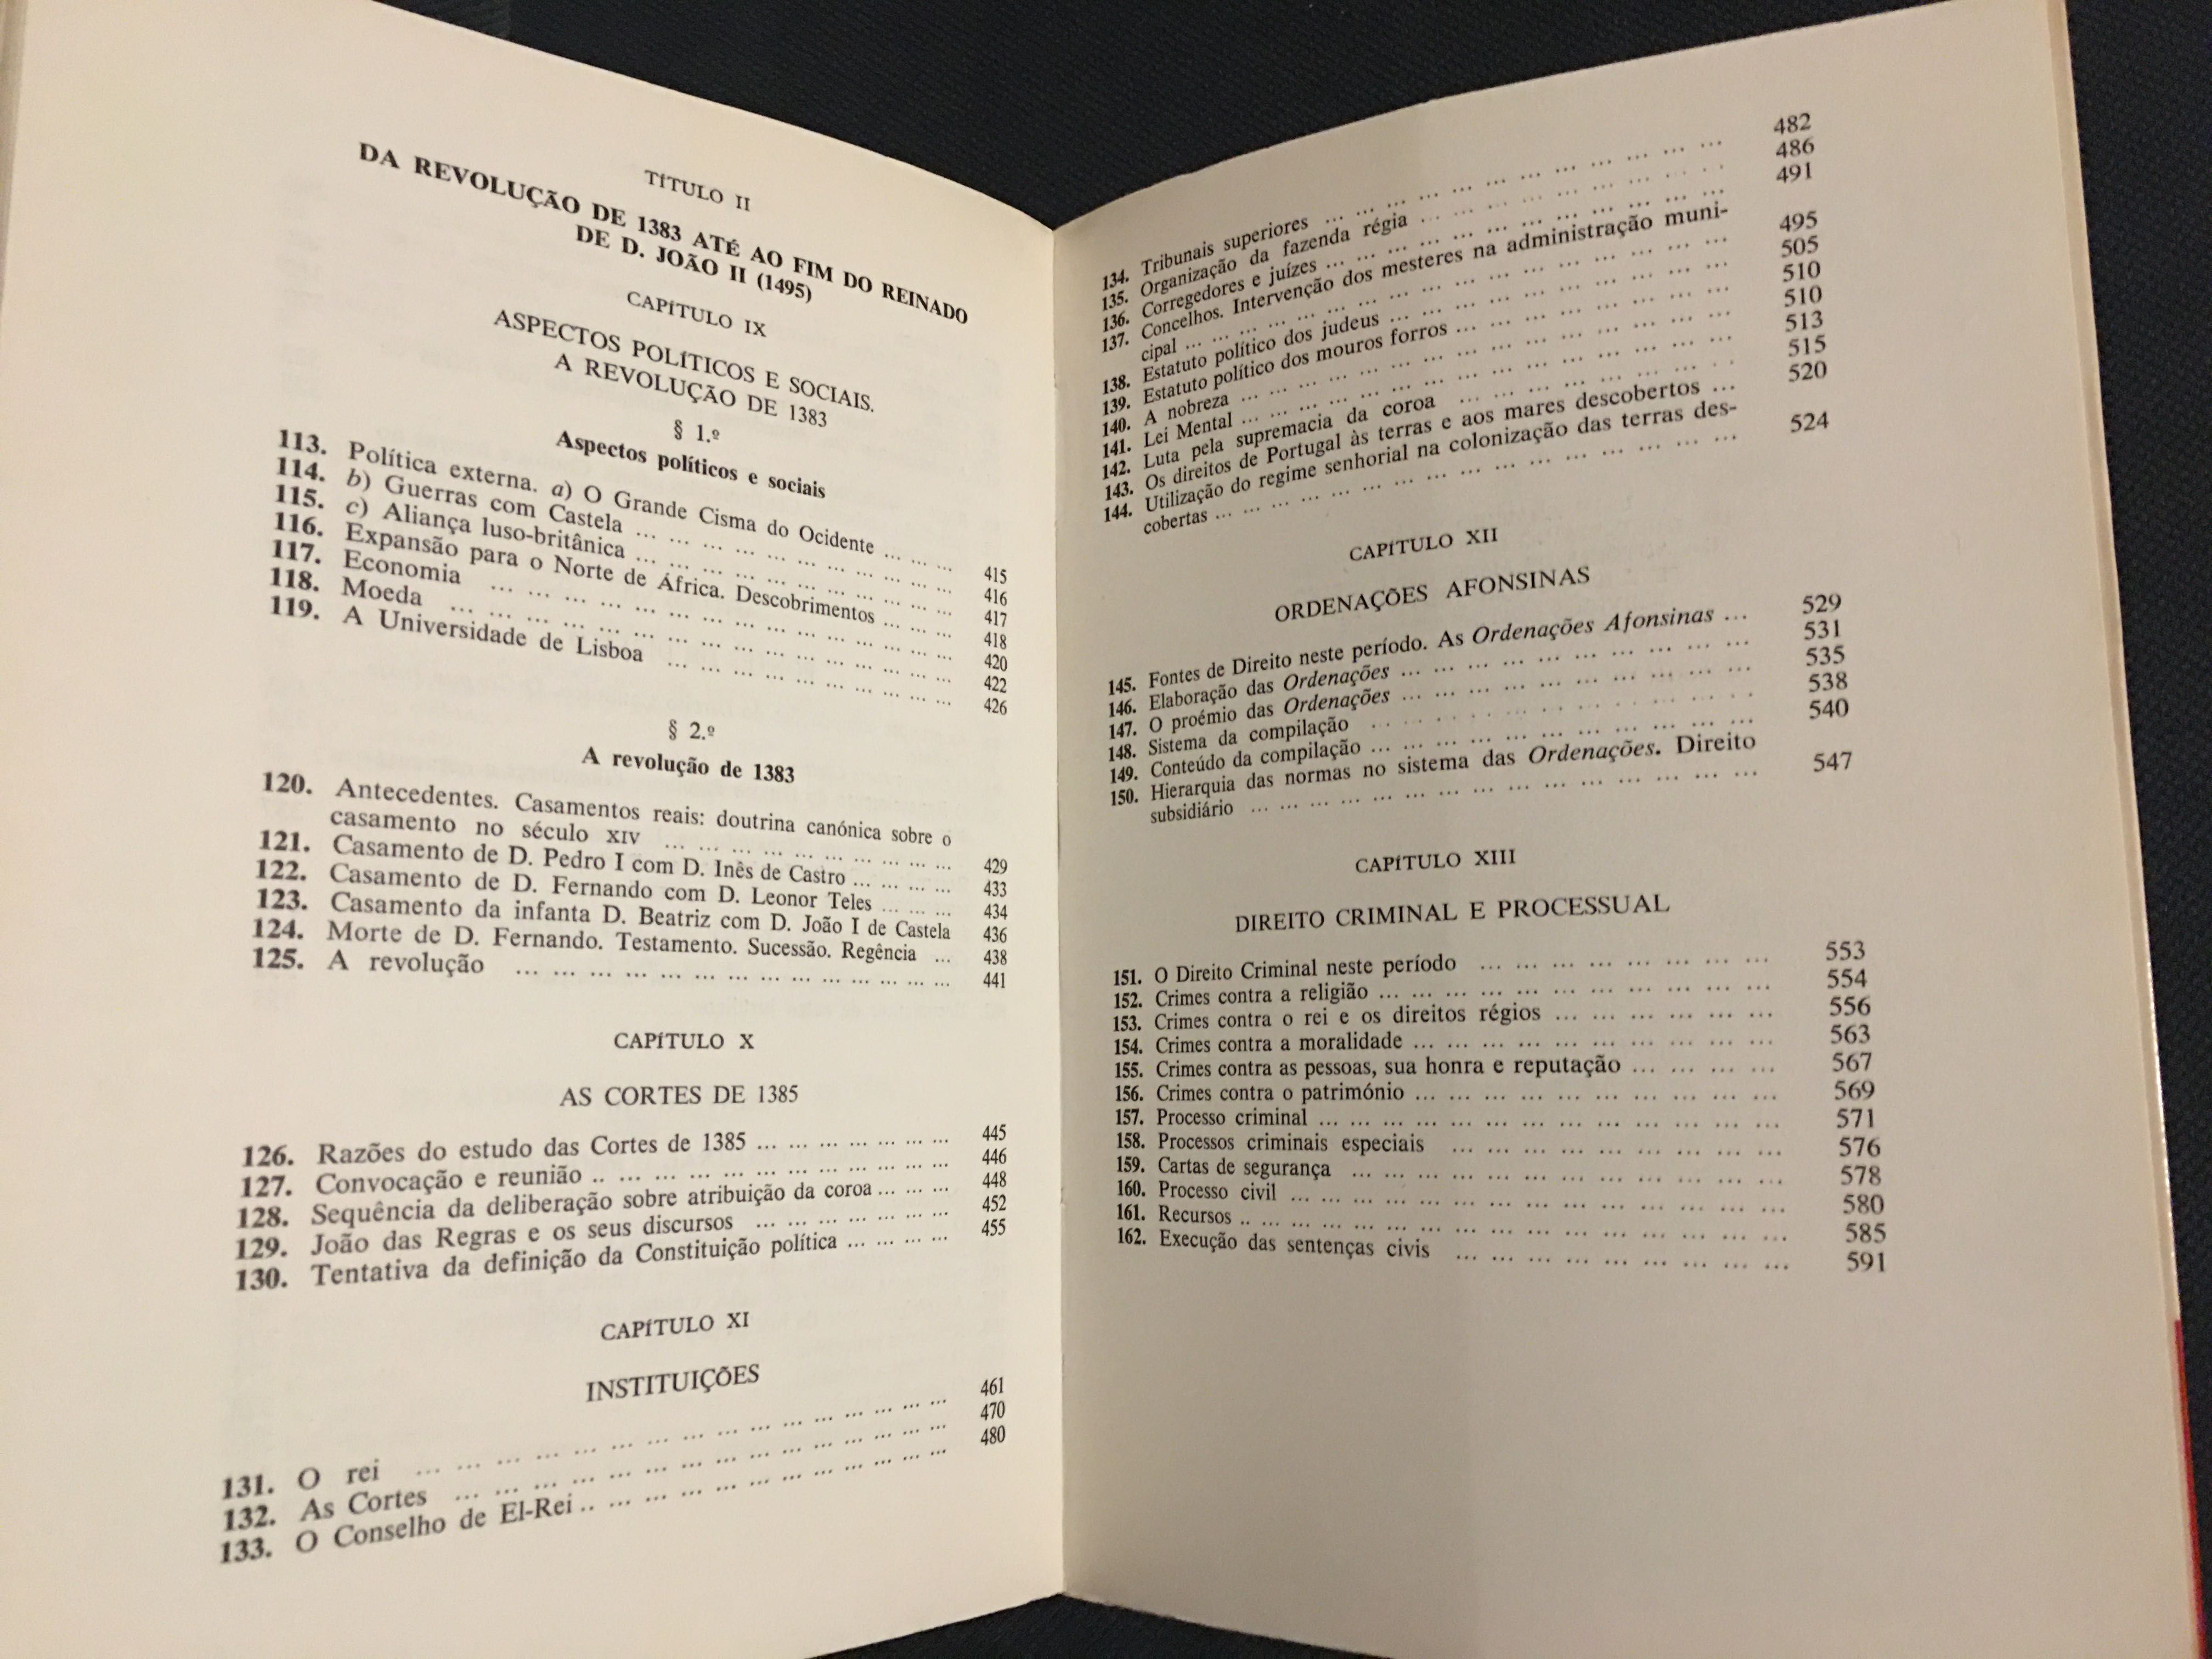 TÍTULO II
DA REVOLUÇÃO DE 1383 ATÉ AO FIM DO REINADO
DE D. JOÃO II (1495)
CAPÍTULO IX
ASPECTOS POLÍTICOS E SOCIAIS.
A REVOLUÇÃO DE 1383
§ 1.º
Aspectos políticos e sociais
113. Política externa. a) O Grande Cisma do Ocidente ... ... ... 415
114. b) Guerras com Castela ... ... ... ... ... ... ... ... ... ... 416
115. c) Aliança luso-britânica ... ... ... ... ... ... ... ... ... ... 417
116. Expansão para o Norte de África. Descobrimentos ... ... ... 418
117. Economia ... ... ... ... ... ... ... ... ... ... ... ... ... 420
118. Moeda ... ... ... ... ... ... ... ... ... ... ... ... ... ... 422
119. A Universidade de Lisboa ... ... ... ... ... ... ... ... ... 426
§ 2.º
A revolução de 1383
120. Antecedentes. Casamentos reais: doutrina canónica sobre o
casamento no século XIV ... ... ... ... ... ... ... ... ... 429
121. Casamento de D. Pedro I com D. Inês de Castro ... ... ... ... 433
122. Casamento de D. Fernando com D. Leonor Teles ... ... ... 434
123. Casamento da infanta D. Beatriz com D. João I de Castela 436
124. Morte de D. Fernando. Testamento. Sucessão. Regência ... 438
125. A revolução ... ... ... ... ... ... ... ... ... ... ... ... ... 441
CAPÍTULO X
AS CORTES DE 1385
126. Razões do estudo das Cortes de 1385 ... ... ... ... ... ... ... 445
127. Convocação e reunião .. ... ... ... ... ... ... ... ... ... ... ... 446
128. Sequência da deliberação sobre atribuição da coroa ... ... ... 448
129. João das Regras e os seus discursos ... ... ... ... ... ... ... 452
130. Tentativa da definição da Constituição política ... ... ... ... 455
CAPÍTULO XI
INSTITUIÇÕES
131. O rei ... ... ... ... ... ... ... ... ... ... ... ... ... ... ... 461
132. As Cortes ... ... ... ... ... ... ... ... ... ... ... ... ... ... 470
133. O Conselho de El-Rei .. ... ... ... ... ... ... ... ... ... ... ... 480
134. Tribunais superiores ... ... ... ... ... ... ... ... ... ... ... ... 482
135. Organização da fazenda régia ... ... ... ... ... ... ... ... ... 486
136. Corregedores e juízes ... ... ... ... ... ... ... ... ... ... ... ... 491
137. Concelhos. Intervenção dos mesteres na administração muni-
cipal ... ... ... ... ... ... ... ... ... ... ... ... ... ... ... ... 495
138. Estatuto político dos judeus ... ... ... ... ... ... ... ... ... ... 505
139. Estatuto político dos mouros forros ... ... ... ... ... ... ... ... 510
140. A nobreza ... ... ... ... ... ... ... ... ... ... ... ... ... ... 510
141. Lei Mental ... ... ... ... ... ... ... ... ... ... ... ... ... ... 513
142. Luta pela supremacia da coroa ... ... ... ... ... ... ... ... 515
143. Os direitos de Portugal às terras e aos mares descobertos ... 520
144. Utilização do regime senhorial na colonização das terras des-
cobertas ... ... ... ... ... ... ... ... ... ... ... ... ... ... ... 524
CAPÍTULO XII
ORDENAÇÕES AFONSINAS
145. Fontes de Direito neste período. As Ordenações Afonsinas ... 529
146. Elaboração das Ordenações ... ... ... ... ... ... ... ... ... ... 531
147. O proémio das Ordenações ... ... ... ... ... ... ... ... ... ... 535
148. Sistema da compilação ... ... ... ... ... ... ... ... ... ... 538
149. Conteúdo da compilação ... ... ... ... ... ... ... ... ... ... ... 540
150. Hierarquia das normas no sistema das Ordenações. Direito
subsidiário ... ... ... ... ... ... ... ... ... ... ... ... ... ... 547
CAPÍTULO XIII
DIREITO CRIMINAL E PROCESSUAL
151. O Direito Criminal neste período ... ... ... ... ... ... ... ... 553
152. Crimes contra a religião ... ... ... ... ... ... ... ... ... ... ... 554
153. Crimes contra o rei e os direitos régios ... ... ... ... ... ... 556
154. Crimes contra a moralidade ... ... ... ... ... ... ... ... ... ... 563
155. Crimes contra as pessoas, sua honra e reputação ... ... ... ... 567
156. Crimes contra o património ... ... ... ... ... ... ... ... ... ... 569
157. Processo criminal ... ... ... ... ... ... ... ... ... ... ... ... ... 571
158. Processos criminais especiais ... ... ... ... ... ... ... ... ... 576
159. Cartas de segurança ... ... ... ... ... ... ... ... ... ... ... ... 578
160. Processo civil ... ... ... ... ... ... ... ... ... ... ... ... ... ... 580
161. Recursos .. ... ... ... ... ... ... ... ... ... ... ... ... ... ... ... 585
162. Execução das sentenças civis ... ... ... ... ... ... ... ... ... 591